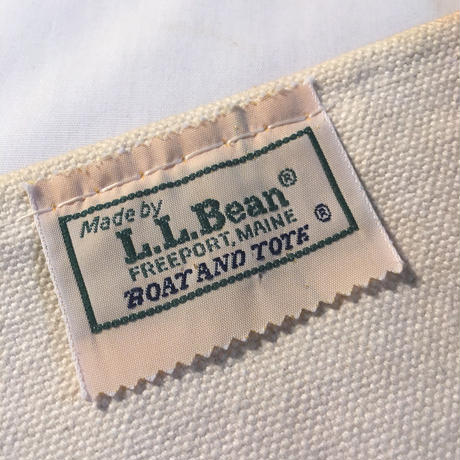 Made by
L.L.Bean®
FREEPORT, MAINE
BOAT AND TOTE ®